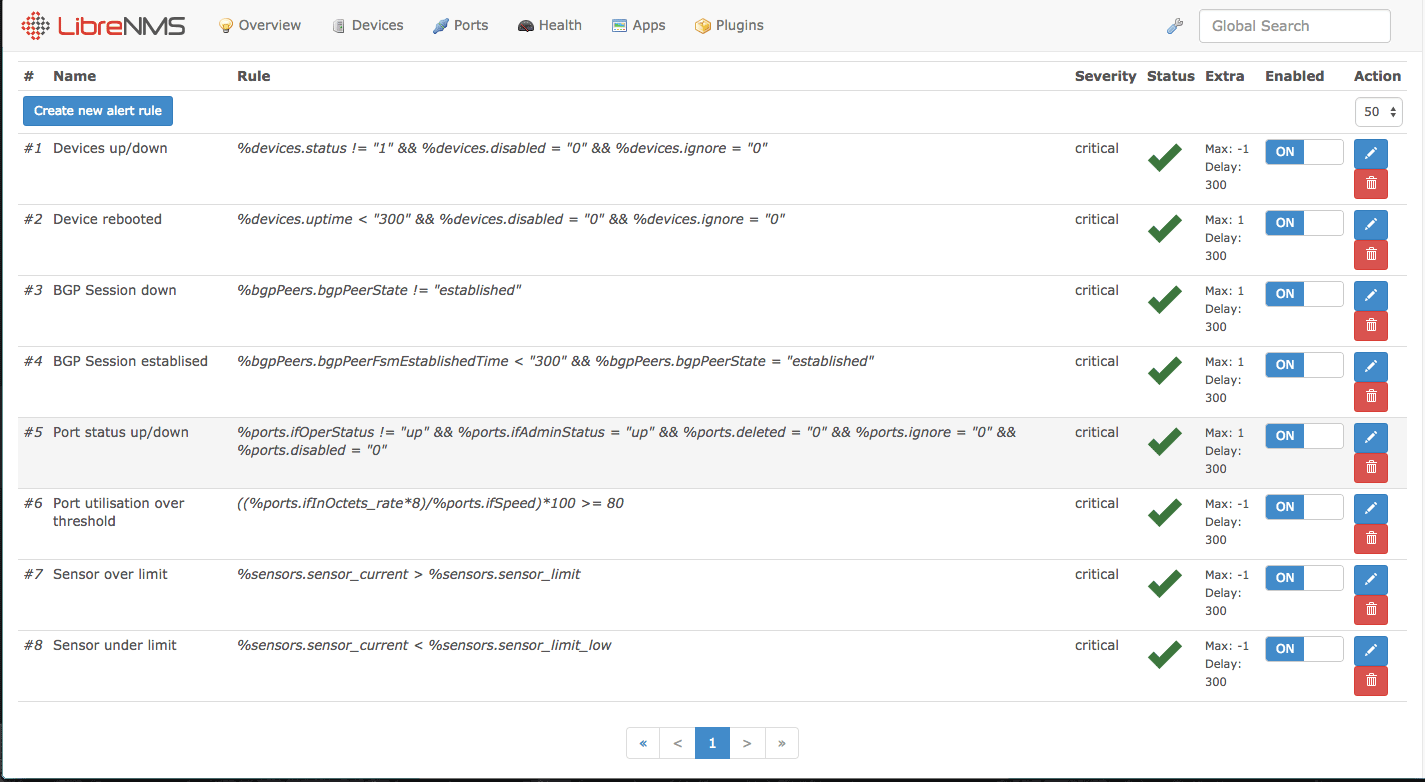 LibreNMS Overview Devices Ports Health Apps Plugins Global Search
# Name Rule Severity Status Extra Enabled Action
Create new alert rule 50
#1 Devices up/down %devices.status != "1" && %devices.disabled = "0" && %devices.ignore = "0" critical Max: -1 ON
Delay:
300
#2 Device rebooted %devices.uptime < "300" && %devices.disabled = "0" && %devices.ignore = "0" critical Max: 1 ON
Delay:
300
#3 BGP Session down %bgpPeers.bgpPeerState != "established" critical Max: 1 ON
Delay:
300
#4 BGP Session establised %bgpPeers.bgpPeerFsmEstablishedTime < "300" && %bgpPeers.bgpPeerState = "established" critical Max: 1 ON
Delay:
300
#5 Port status up/down %ports.ifOperStatus != "up" && %ports.ifAdminStatus = "up" && %ports.deleted = "0" && %ports.ignore = "0" && critical Max: 1 ON
%ports.disabled = "0" Delay:
300
#6 Port utilisation over ((%ports.ifInOctets_rate*8)/%ports.ifSpeed)*100 >= 80 critical Max: -1 ON
threshold Delay:
300
#7 Sensor over limit %sensors.sensor_current > %sensors.sensor_limit critical Max: -1 ON
Delay:
300
#8 Sensor under limit %sensors.sensor_current < %sensors.sensor_limit_low critical Max: -1 ON
Delay:
300
« < 1 > »